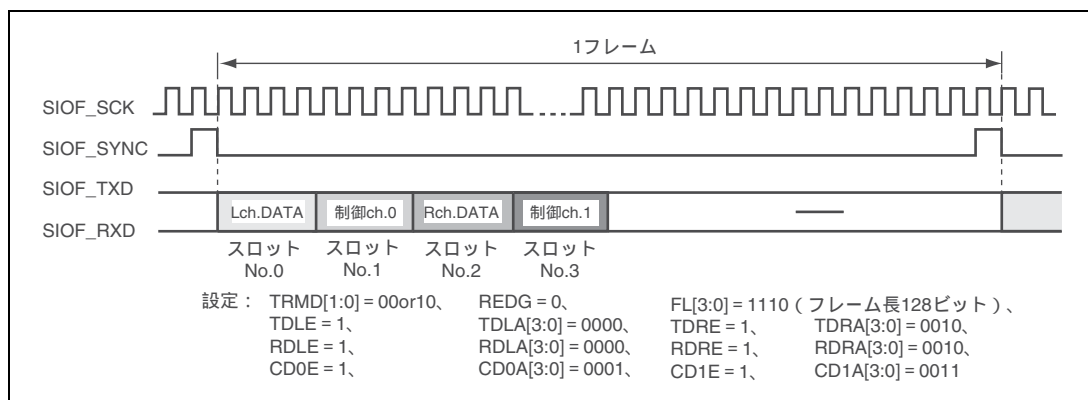 1フレーム
SIOF_SCK
SIOF_SYNC
SIOF_TXD
SIOF_RXD
Lch.DATA 制御ch.0 Rch.DATA 制御ch.1
スロット スロット スロット スロット
No.0 No.1 No.2 No.3
設定： TRMD[1:0] = 00or10、 REDG = 0、 FL[3:0] = 1110（フレーム長128ビット）、
TDLE = 1、 TDLA[3:0] = 0000、 TDRE = 1、 TDRA[3:0] = 0010、
RDLE = 1、 RDLA[3:0] = 0000、 RDRE = 1、 RDRA[3:0] = 0010、
CD0E = 1、 CD0A[3:0] = 0001、 CD1E = 1、 CD1A[3:0] = 0011